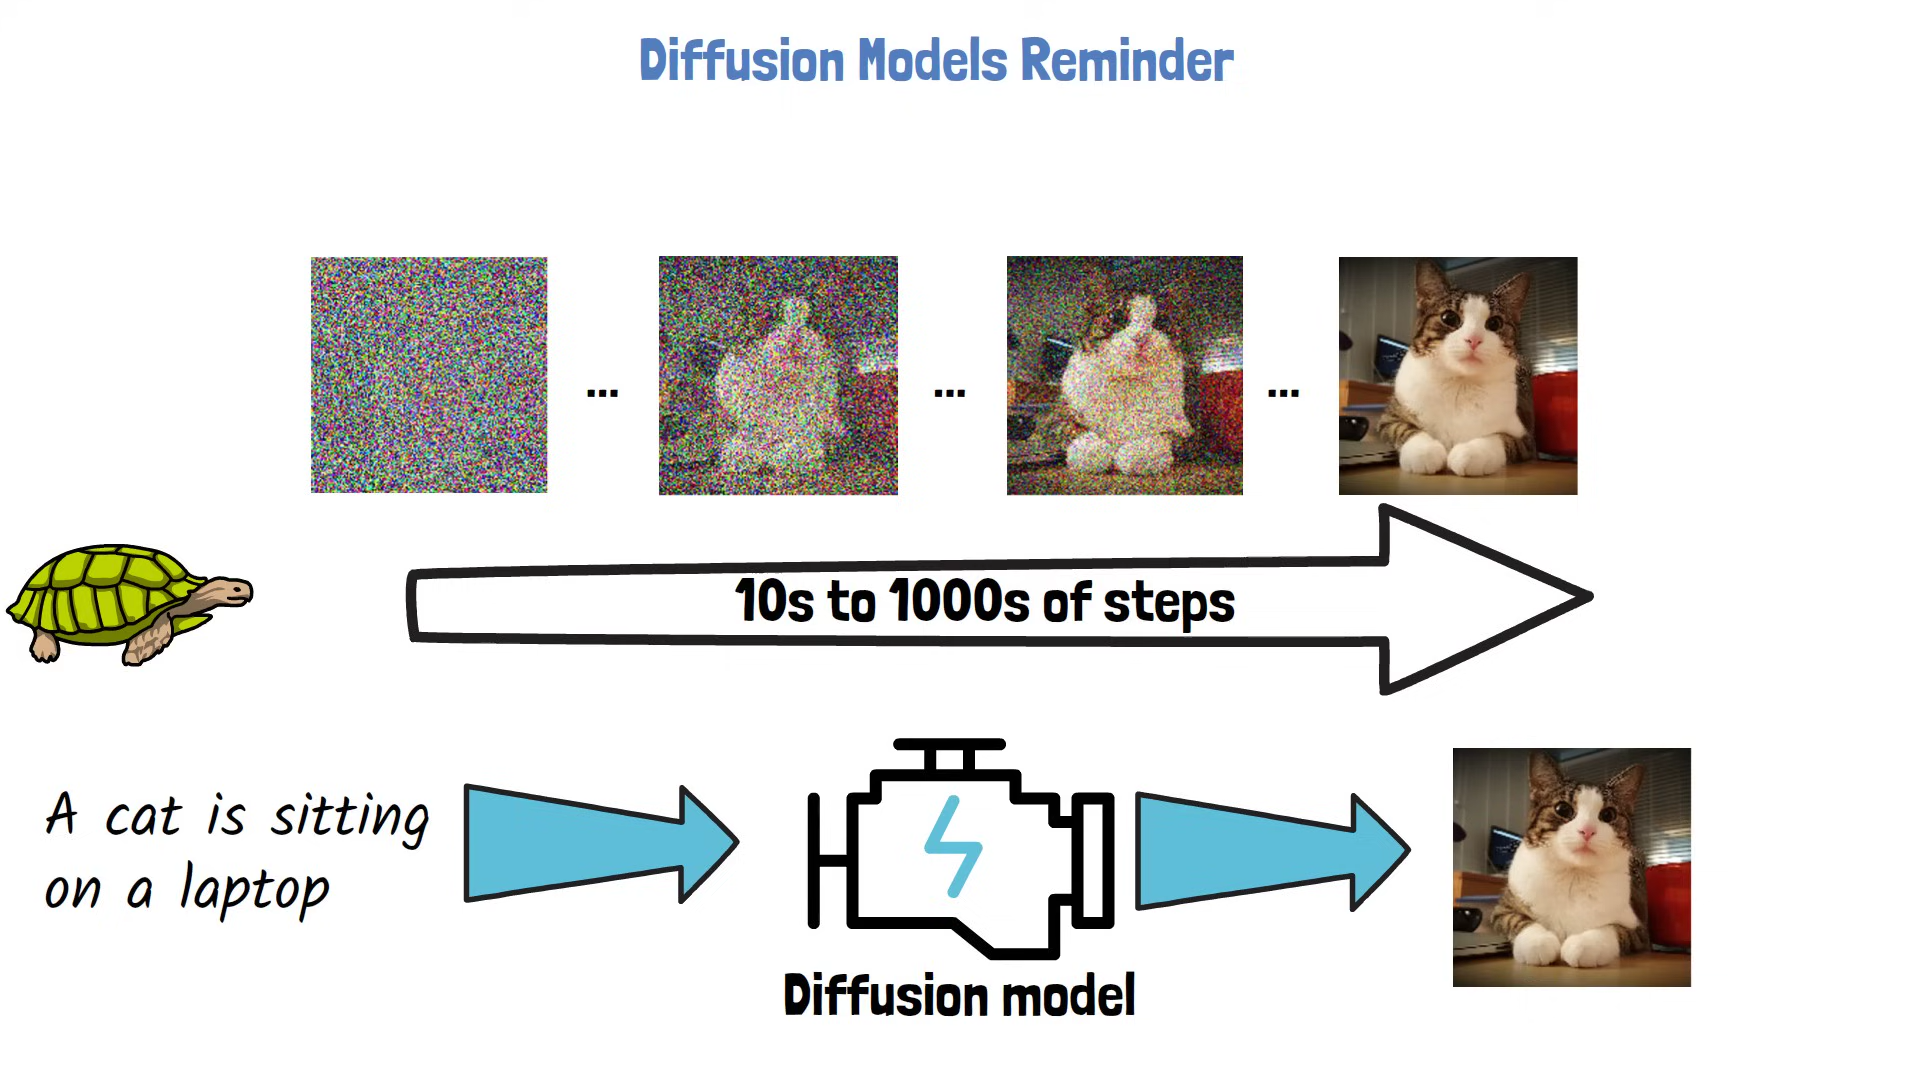 Diffusion Models Reminder
... ... ...
10s to 1000s of steps
A cat is sitting
on a laptop
Diffusion model